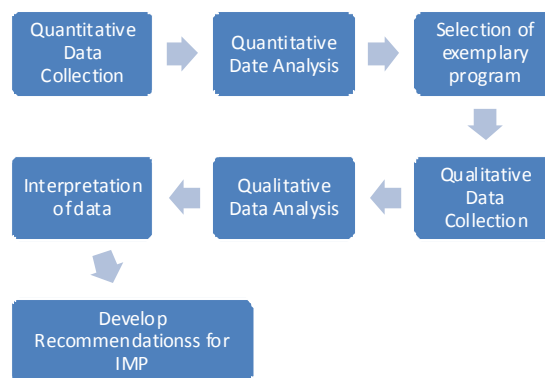 Quantitative
Data
Collection
Quantitative
Date Analysis
Selection of
exemplary
program
Qualitative
Data
Collection
Qualitative
Data Analysis
Interpretation
of data
Develop
Recommendationss for
IMP